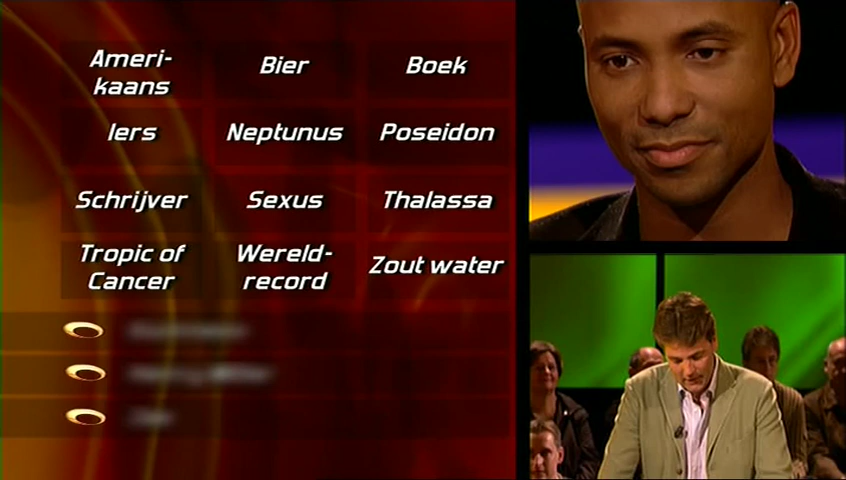 Ameri-
kaans
Bier
Boek
Iers
Neptunus
Poseidon
Schrijver
Sexus
Thalassa
Tropic of
Cancer
Wereld-
record
Zout water